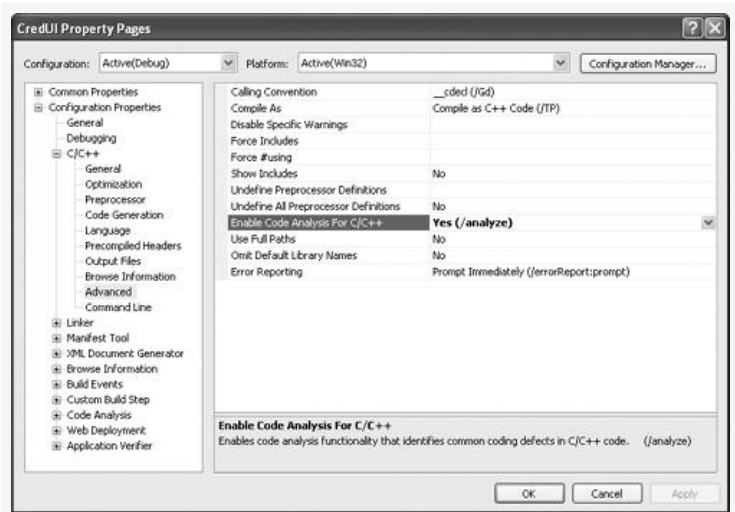 CredUI Property Pages
Configuration: Active(Debug) Platform: Active(Win32) Configuration Manager...
Common Properties
Configuration Properties
General
Debugging
C/C++
General
Optimization
Preprocessor
Code Generation
Language
Precompiled Headers
Output Files
Browse Information
Advanced
Command Line
Linker
Manifest Tool
XML Document Generator
Browse Information
Build Events
Custom Build Step
Code Analysis
Web Deployment
Application Verifier
Calling Convention __cdecl (/Gd)
Compile As Compile as C++ Code (/TP)
Disable Specific Warnings
Force Includes
Force #using
Show Includes No
Undefine Preprocessor Definitions
Undefine All Preprocessor Definitions No
Enable Code Analysis For C/C++ Yes (/analyze)
Use Full Paths No
Omit Default Library Names No
Error Reporting Prompt Immediately (/errorReport:prompt)
Enable Code Analysis For C/C++
Enables code analysis functionality that identifies common coding defects in C/C++ code. (/analyze)
OK Cancel Apply